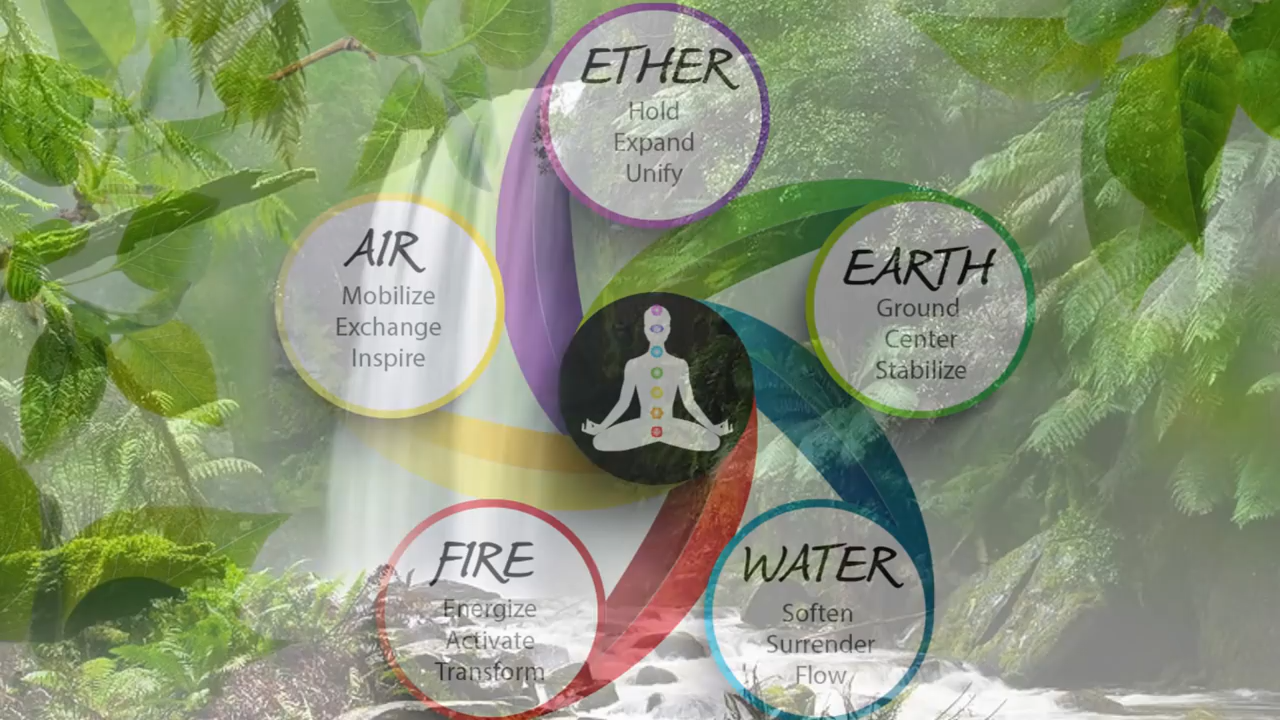 ETHER
Hold
Expand
Unify
AIR
Mobilize
Exchange
Inspire
EARTH
Ground
Center
Stabilize
FIRE
Energize
Activate
Transform
WATER
Soften
Surrender
Flow